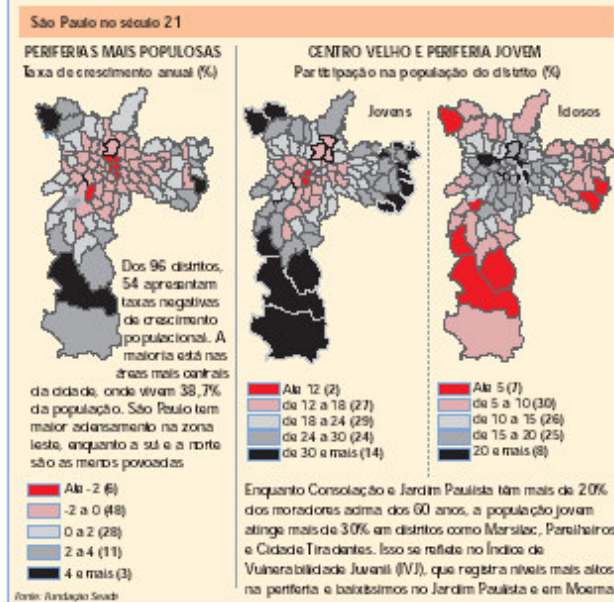 São Paulo no século 21
PERIFERIAS MAIS POPULOSAS
Taxa de crescimento anual (%)
Dos 96 distritos,
54 apresentam
taxas negativas
de crescimento
populacional. A
maioria está nas
áreas mais centrais
da cidade, onde vivem 38,7%
da população. São Paulo tem
maior adensamento na zona
leste, enquanto a sul e a norte
são as menos povoadas
Até -2 (6)
-2 a 0 (48)
0 a 2 (28)
2 a 4 (11)
4 e mais (3)
Fonte: Fundação Seade
CENTRO VELHO E PERIFERIA JOVEM
Participação na população do distrito (%)
Jovens
Idosos
Até 12 (2)
de 12 a 18 (27)
de 18 a 24 (29)
de 24 a 30 (24)
de 30 e mais (14)
Até 5 (7)
de 5 a 10 (30)
de 10 a 15 (26)
de 15 a 20 (25)
20 e mais (8)
Enquanto Consolação e Jardim Paulista têm mais de 20%
dos moradores acima dos 60 anos, a população jovem
atinge mais de 30% em distritos como Marsilac, Parelheiros
e Cidade Tiradentes. Isso se reflete no Índice de
Vulnerabilidade Juvenil (IVJ), que registra níveis mais altos
na periferia e baixíssimos no Jardim Paulista e em Moema